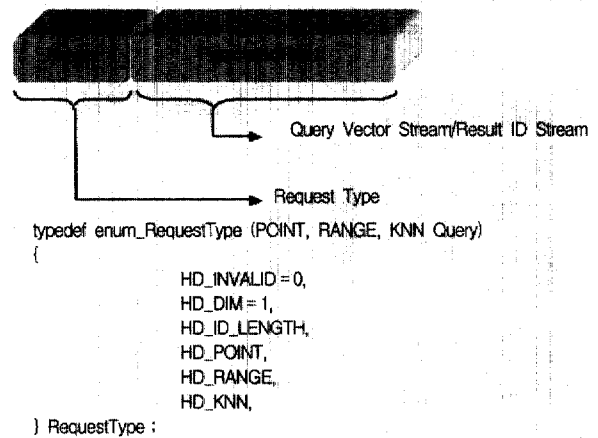 Query Vector Stream/Result ID Stream
Request Type
typedef enum_RequestType (POINT, RANGE, KNN Query)
{
HD_INVALID = 0,
HD_DIM = 1,
HD_ID_LENGTH,
HD_POINT,
HD_RANGE,
HD_KNN,
} RequestType ;